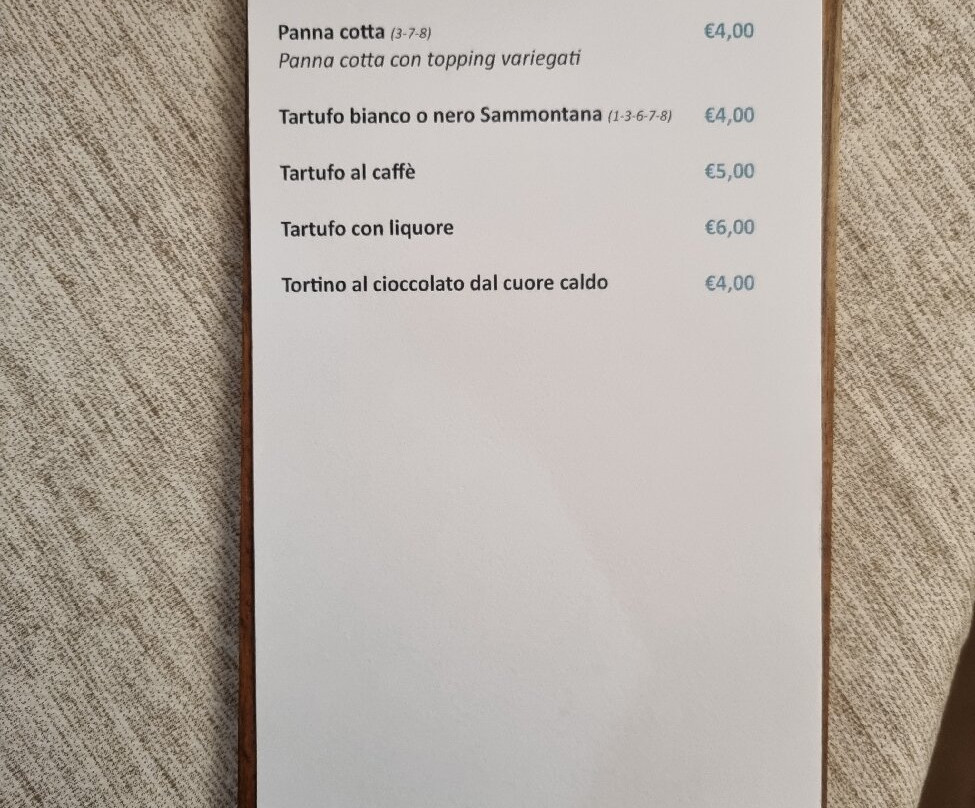 Panna cotta (3-7-8) €4,00
Panna cotta con topping variegati
Tartufo bianco o nero Sammontana (1-3-6-7-8) €4,00
Tartufo al caffè €5,00
Tartufo con liquore €6,00
Tortino al cioccolato dal cuore caldo €4,00